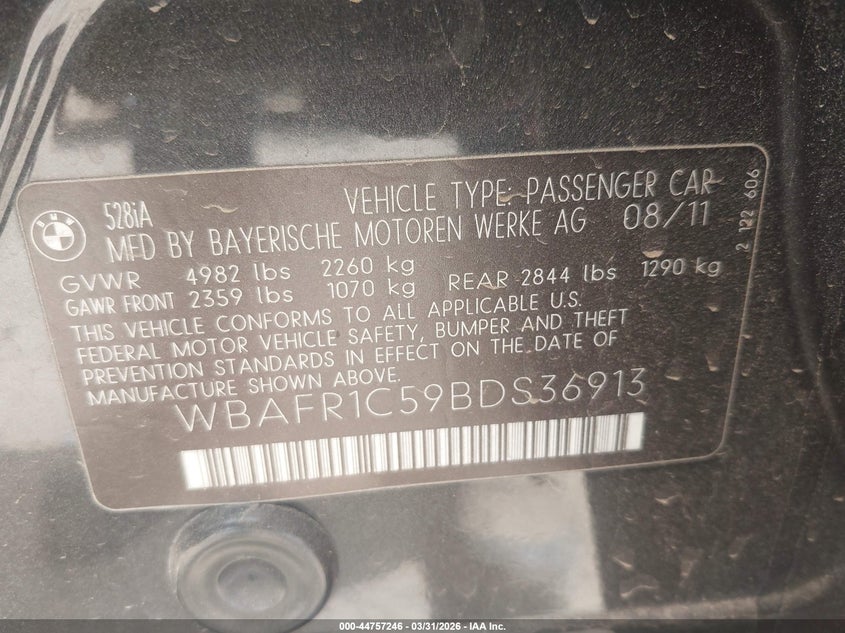 BMW
528iA
VEHICLE TYPE: PASSENGER CAR
MFD BY BAYERISCHE MOTOREN WERKE AG 08/11
GVWR 4982 lbs 2260 kg
GAWR FRONT 2359 lbs 1070 kg REAR 2844 lbs 1290 kg
THIS VEHICLE CONFORMS TO ALL APPLICABLE U.S.
FEDERAL MOTOR VEHICLE SAFETY, BUMPER AND THEFT
PREVENTION STANDARDS IN EFFECT ON THE DATE OF
MANUFACTURE SHOWN ABOVE.
WBAFR1C59BDS36913
2 122 606
000-44757246 - 03/31/2026 - IAA Inc.